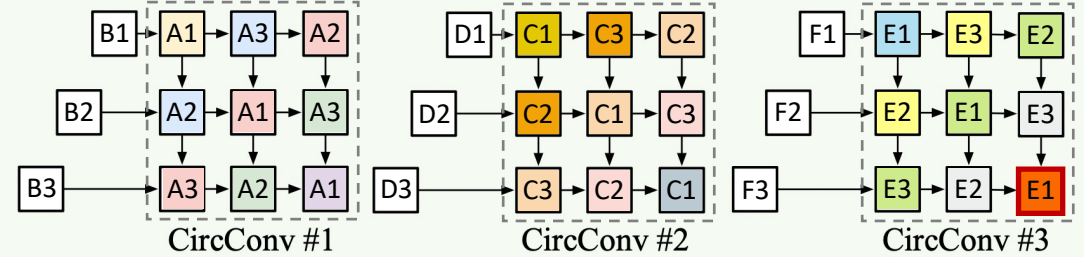 B1 A1 A3 A2 D1 C1 C3 C2 F1 E1 E3 E2
B2 A2 A1 A3 D2 C2 C1 C3 F2 E2 E1 E3
B3 A3 A2 A1 D3 C3 C2 C1 F3 E3 E2 E1
CircConv #1 CircConv #2 CircConv #3